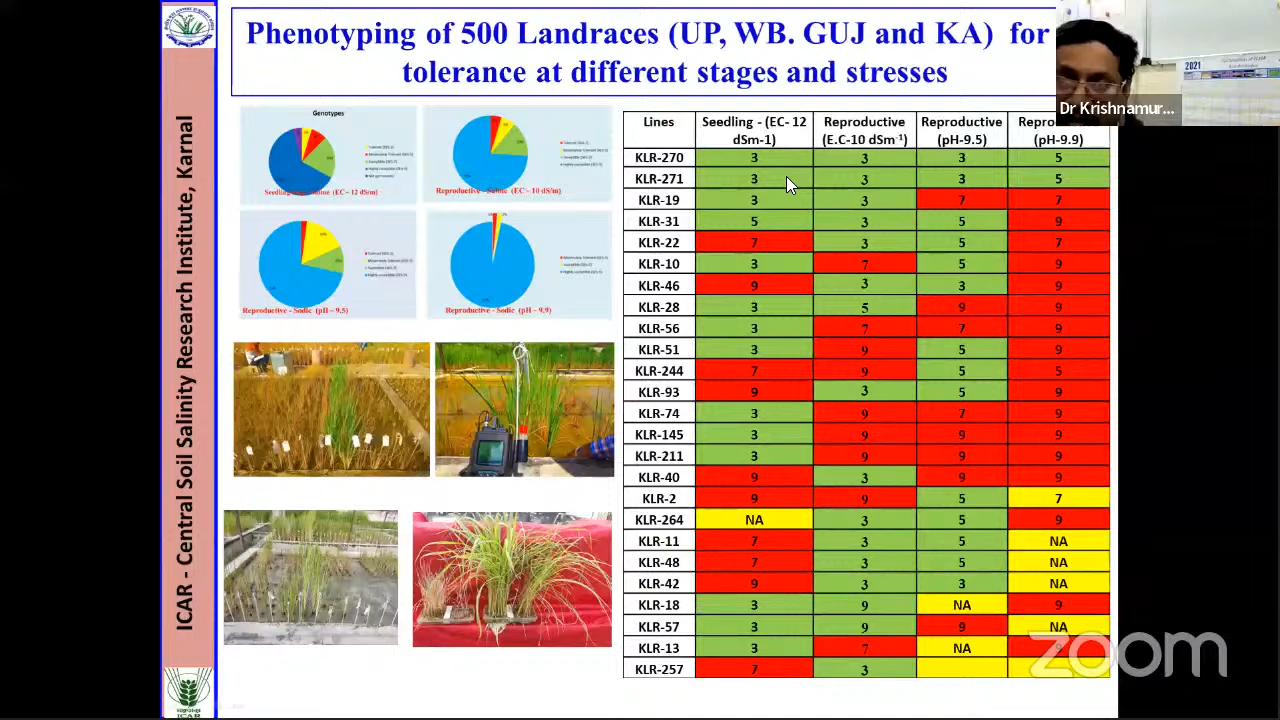 Phenotyping of 500 Landraces (UP, WB. GUJ and KA) for
tolerance at different stages and stresses
2021
Dr Krishnamur...
ICAR - Central Soil Salinity Research Institute, Karnal
Genotypes
(EC– 12 dS/m)
Reproductive - Saline (EC – 10 dS/m)
Reproductive - Sodic (pH – 9.5)
Reproductive - Sodic (pH – 9.9)
Lines Seedling - (EC- 12 dSm-1) Reproductive (E.C-10 dSm-1) Reproductive (pH-9.5) (pH-9.9)
KLR-270 3 3 3 5
KLR-271 3 3 3 5
KLR-19 3 3 7 7
KLR-31 5 3 5 9
KLR-22 7 3 5 7
KLR-10 3 7 5 9
KLR-46 9 3 3 9
KLR-28 3 5 9 9
KLR-56 3 7 7 9
KLR-51 3 9 5 9
KLR-244 7 9 5 5
KLR-93 9 3 5 9
KLR-74 3 9 7 9
KLR-145 3 9 9 9
KLR-211 3 9 9 9
KLR-40 9 3 9 9
KLR-2 9 9 5 7
KLR-264 NA 3 5 9
KLR-11 7 3 5 NA
KLR-48 7 3 5 NA
KLR-42 9 3 3 NA
KLR-18 3 9 NA 9
KLR-57 3 9 9 NA
KLR-13 3 7 NA 9
KLR-257 7 3
zoom
ICAR